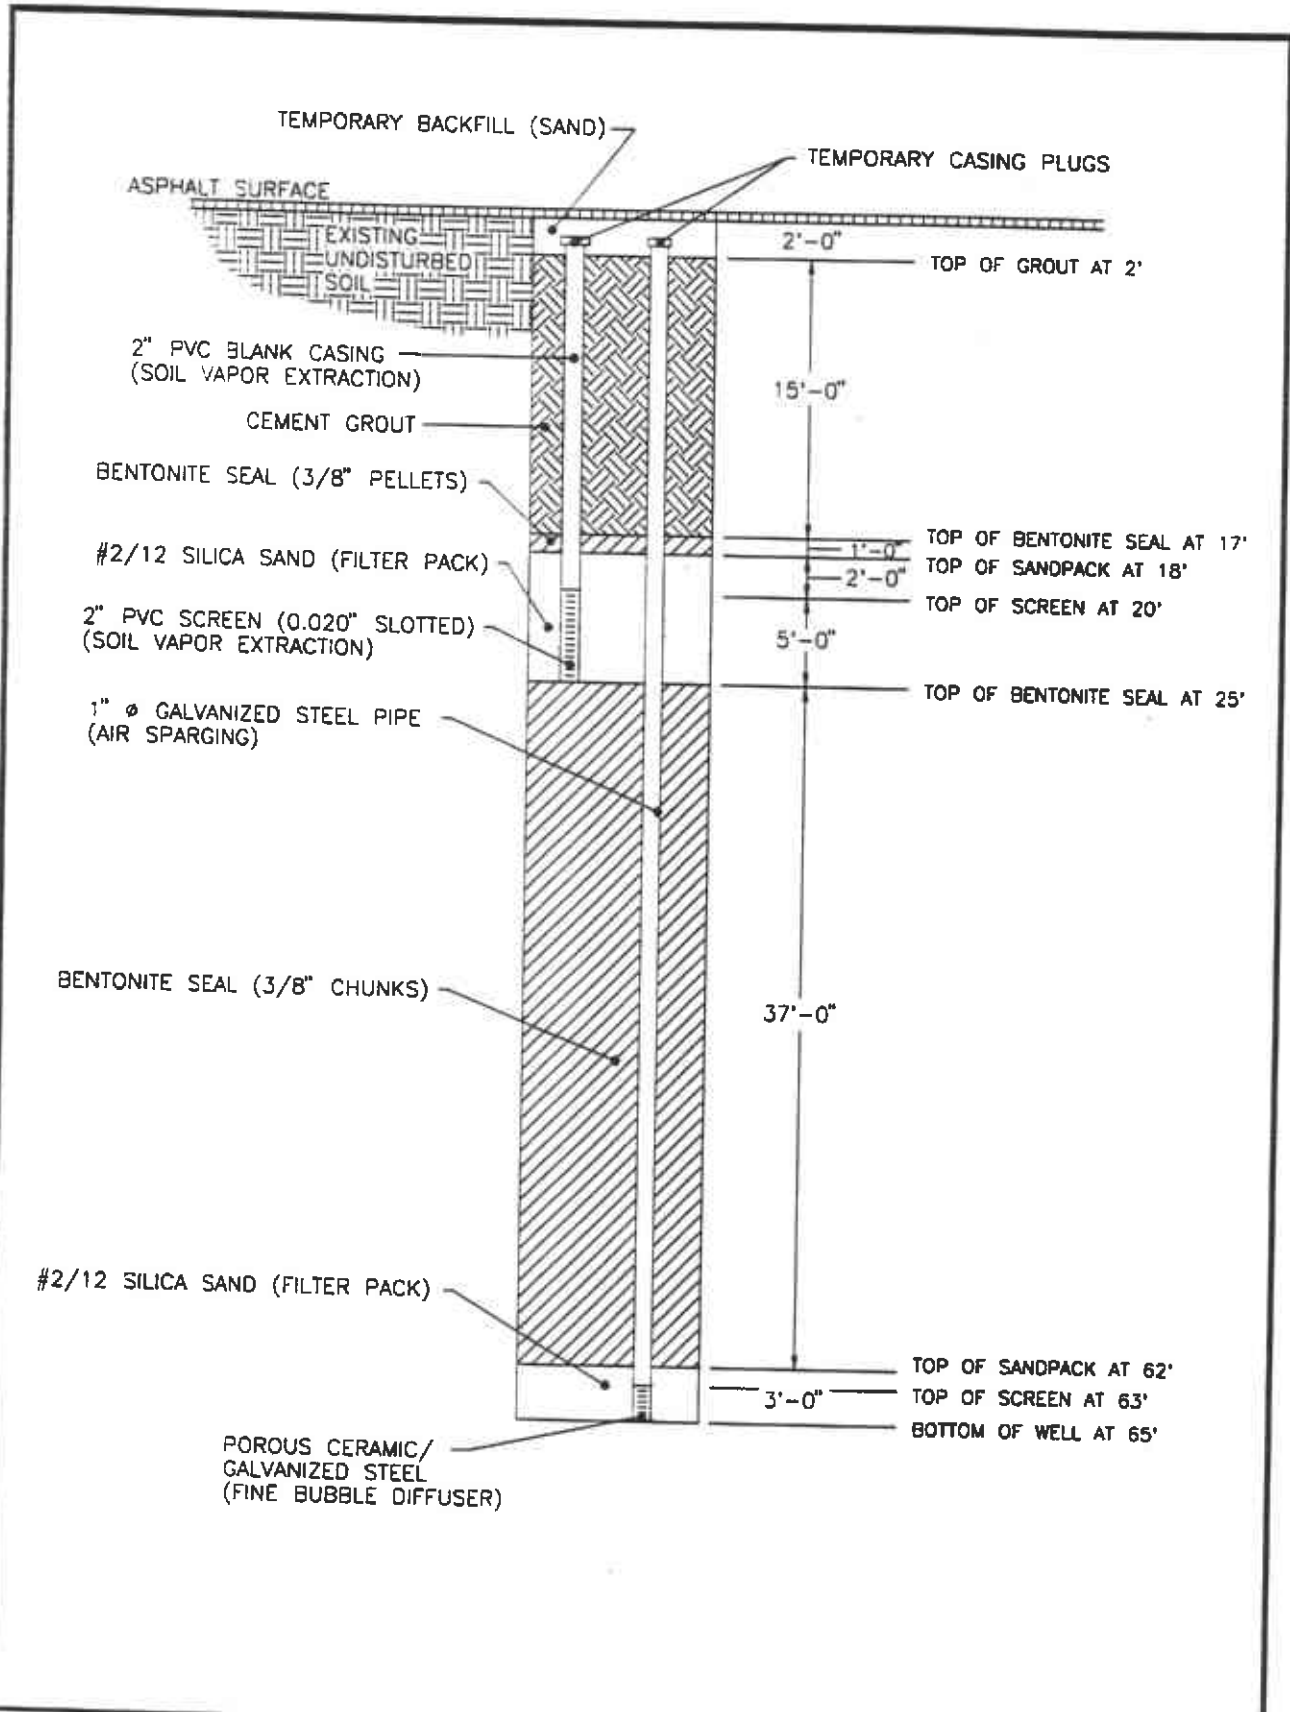 TEMPORARY BACKFILL (SAND)
TEMPORARY CASING PLUGS
ASPHALT SURFACE
EXISTING
UNDISTURBED
SOIL
2'-0"
TOP OF GROUT AT 2'
2" PVC BLANK CASING
(SOIL VAPOR EXTRACTION)
15'-0"
CEMENT GROUT
BENTONITE SEAL (3/8" PELLETS)
TOP OF BENTONITE SEAL AT 17'
1'-0"
#2/12 SILICA SAND (FILTER PACK)
TOP OF SANDPACK AT 18'
2'-0"
TOP OF SCREEN AT 20'
2" PVC SCREEN (0.020" SLOTTED)
(SOIL VAPOR EXTRACTION)
5'-0"
TOP OF BENTONITE SEAL AT 25'
1" ø GALVANIZED STEEL PIPE
(AIR SPARGING)
BENTONITE SEAL (3/8" CHUNKS)
37'-0"
#2/12 SILICA SAND (FILTER PACK)
TOP OF SANDPACK AT 62'
3'-0"
TOP OF SCREEN AT 63'
BOTTOM OF WELL AT 65'
POROUS CERAMIC/
GALVANIZED STEEL
(FINE BUBBLE DIFFUSER)